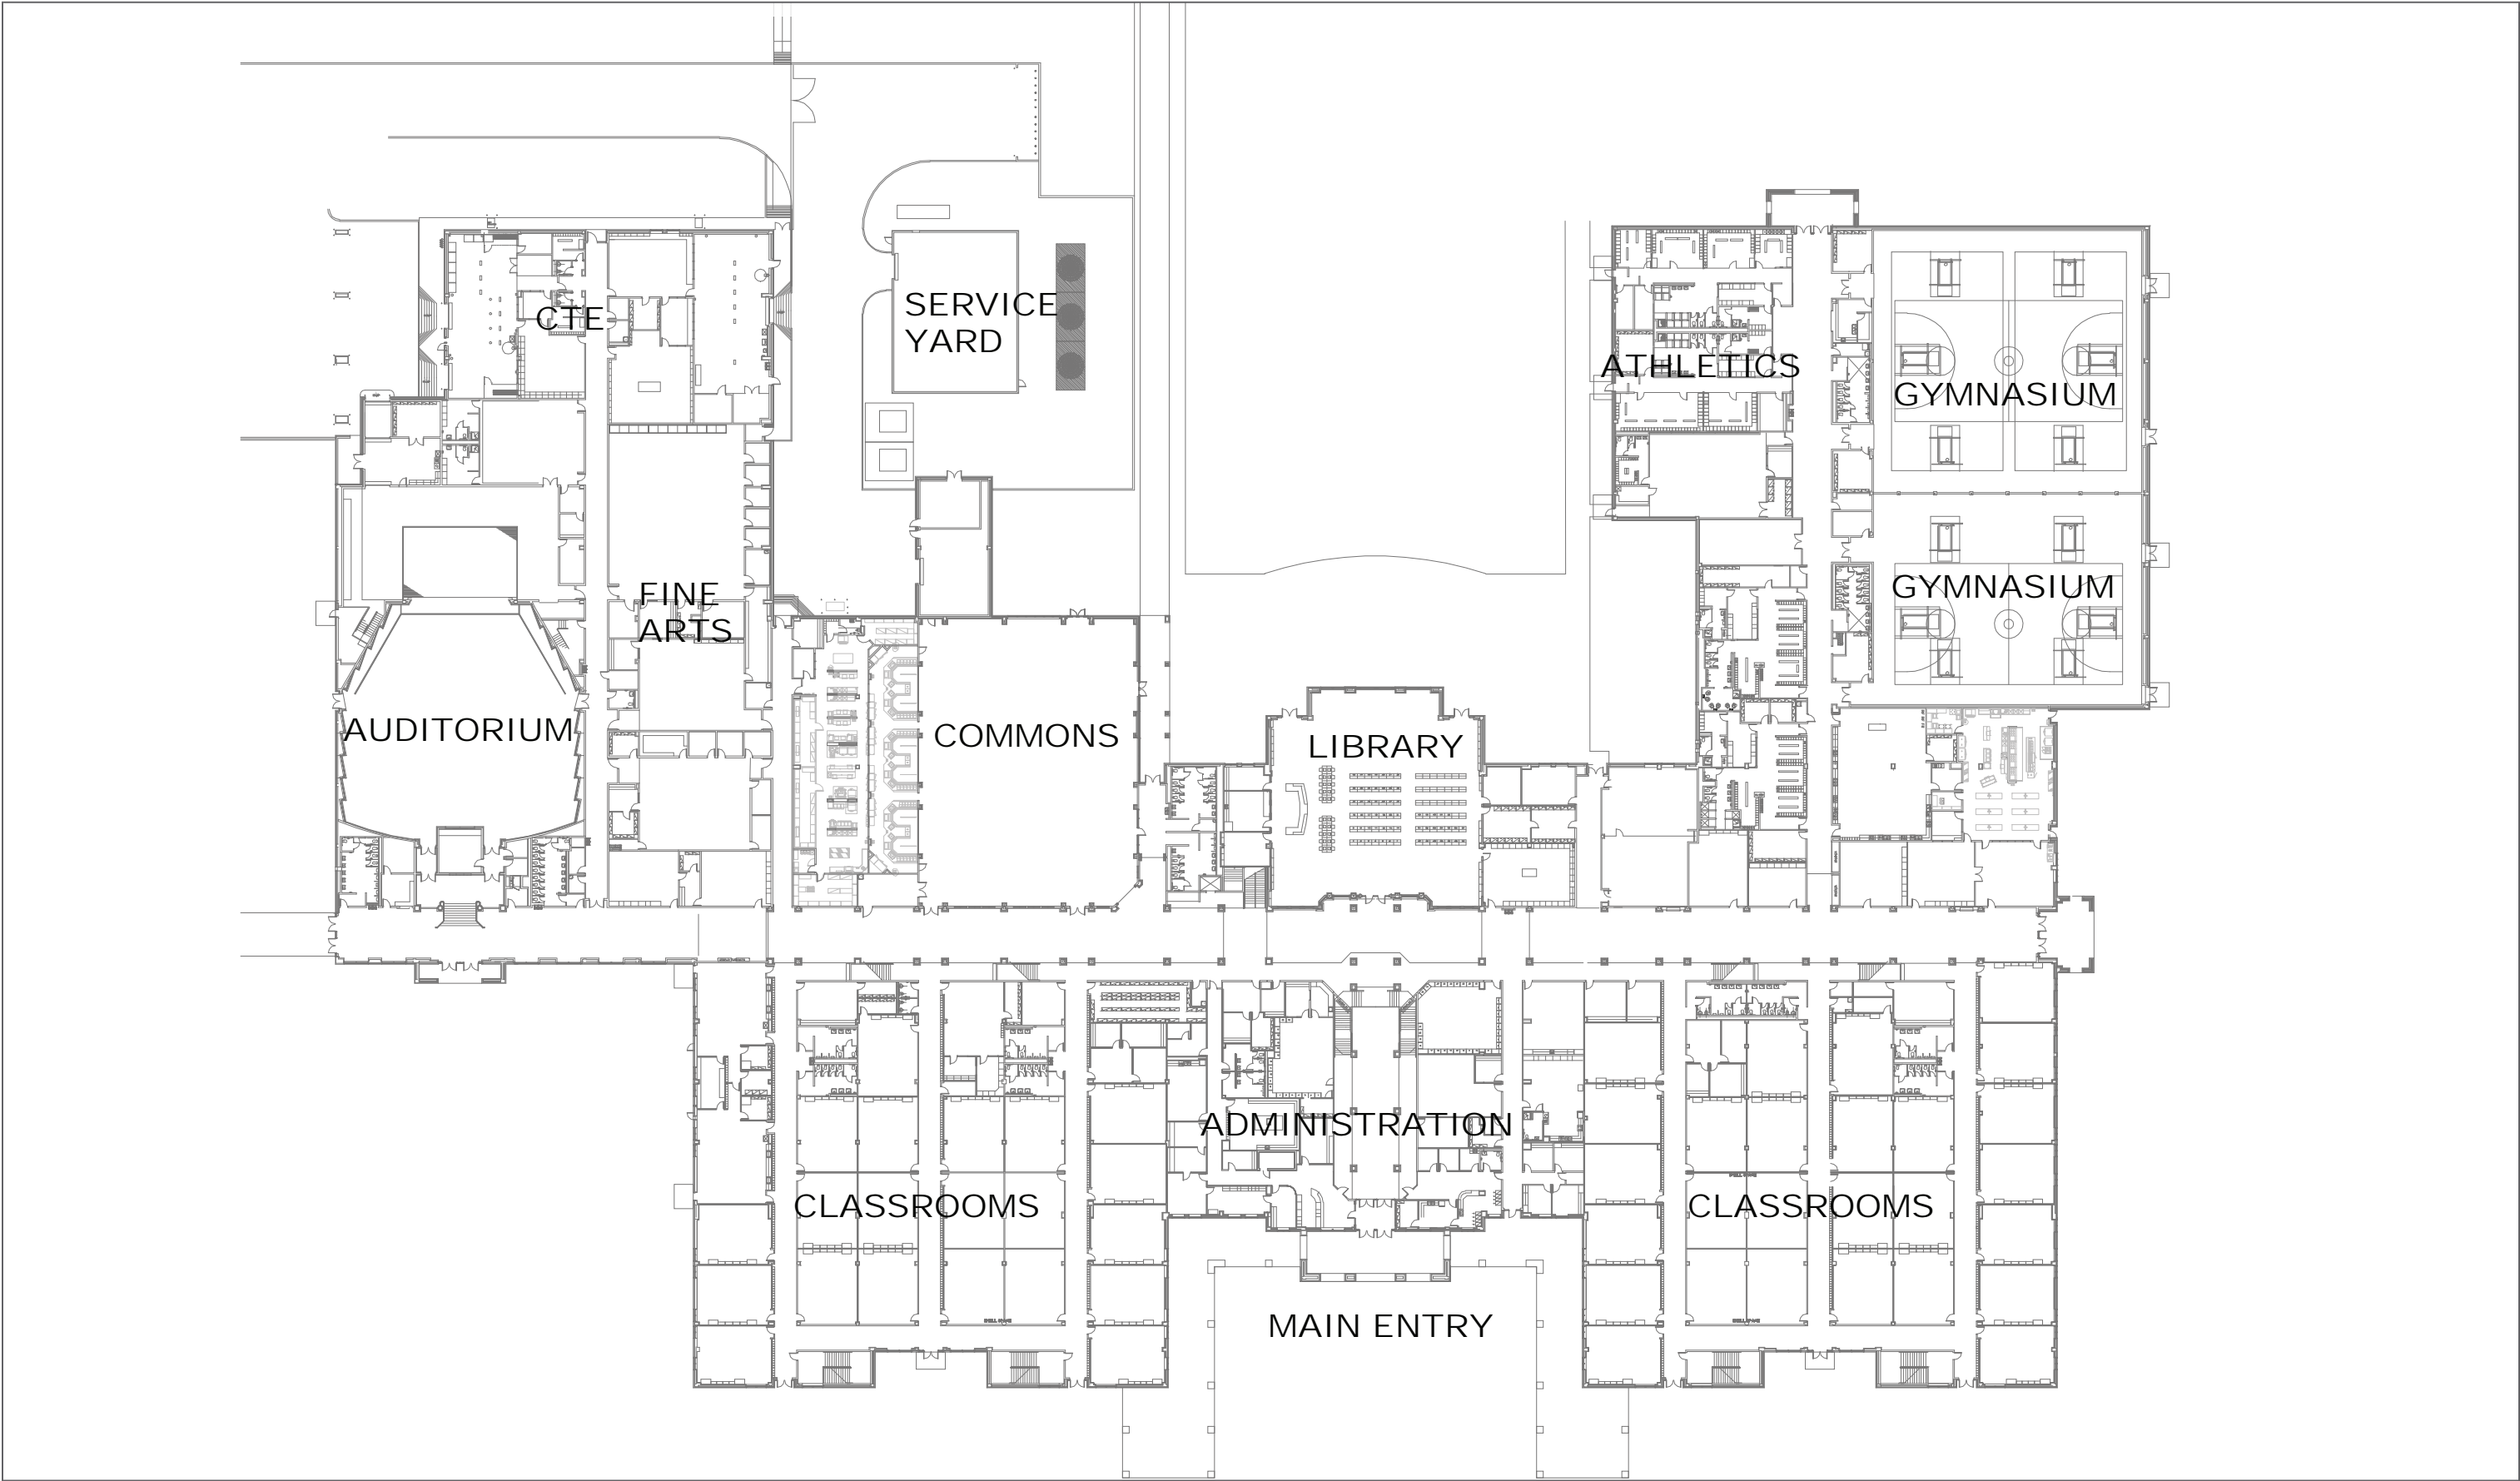 SERVICE
YARD
CTE
ATHLETICS
GYMNASIUM
FINE
ARTS
GYMNASIUM
AUDITORIUM
COMMONS
LIBRARY
ADMINISTRATION
CLASSROOMS
CLASSROOMS
MAIN ENTRY